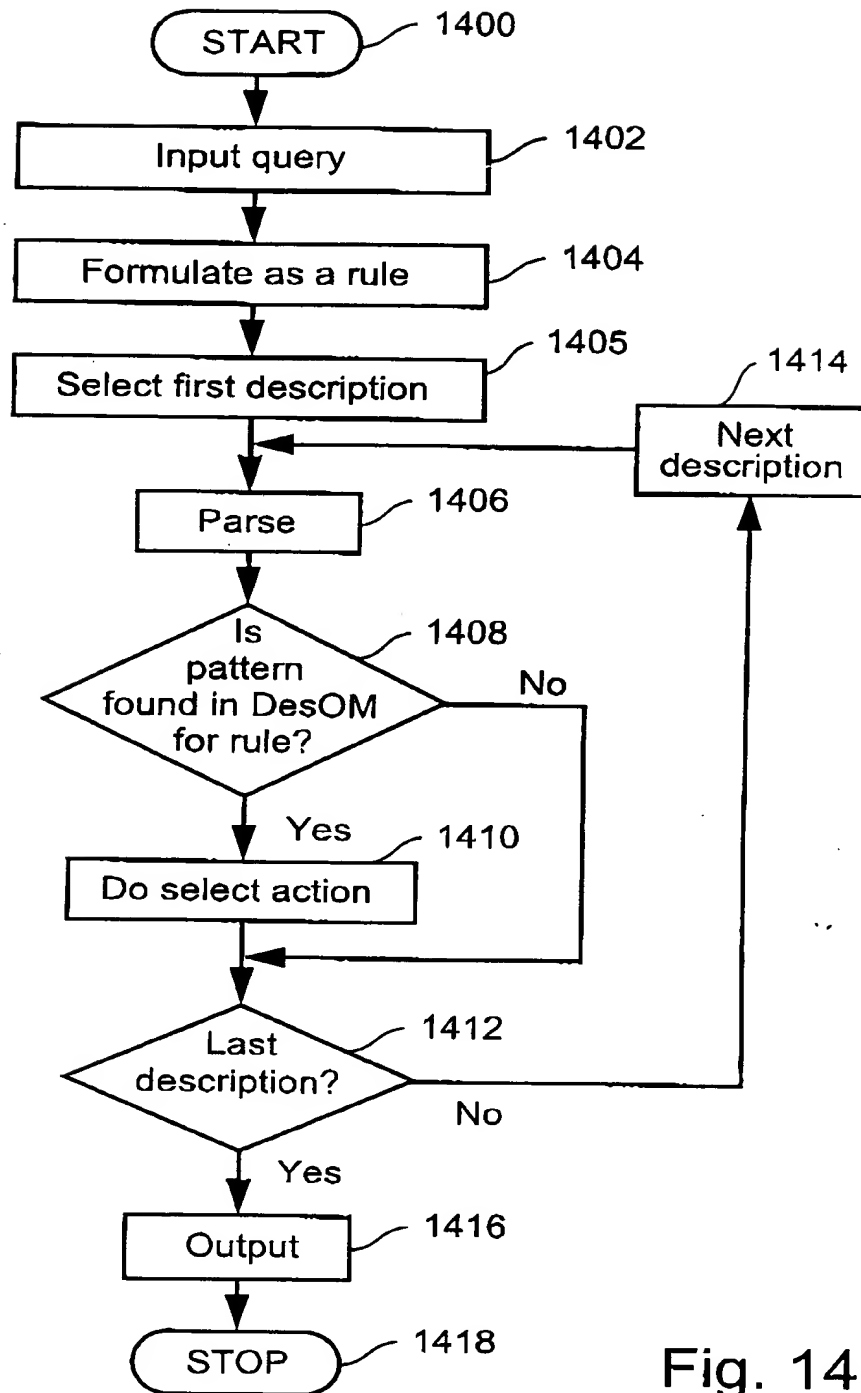 START
1400
Input query
1402
Formulate as a rule
1404
Select first description
1405
1414
Next
description
Parse
1406
Is
pattern
found in DesOM
for rule?
1408
No
Yes
1410
Do select action
Last
description?
1412
No
Yes
Output
1416
STOP
1418
Fig. 14